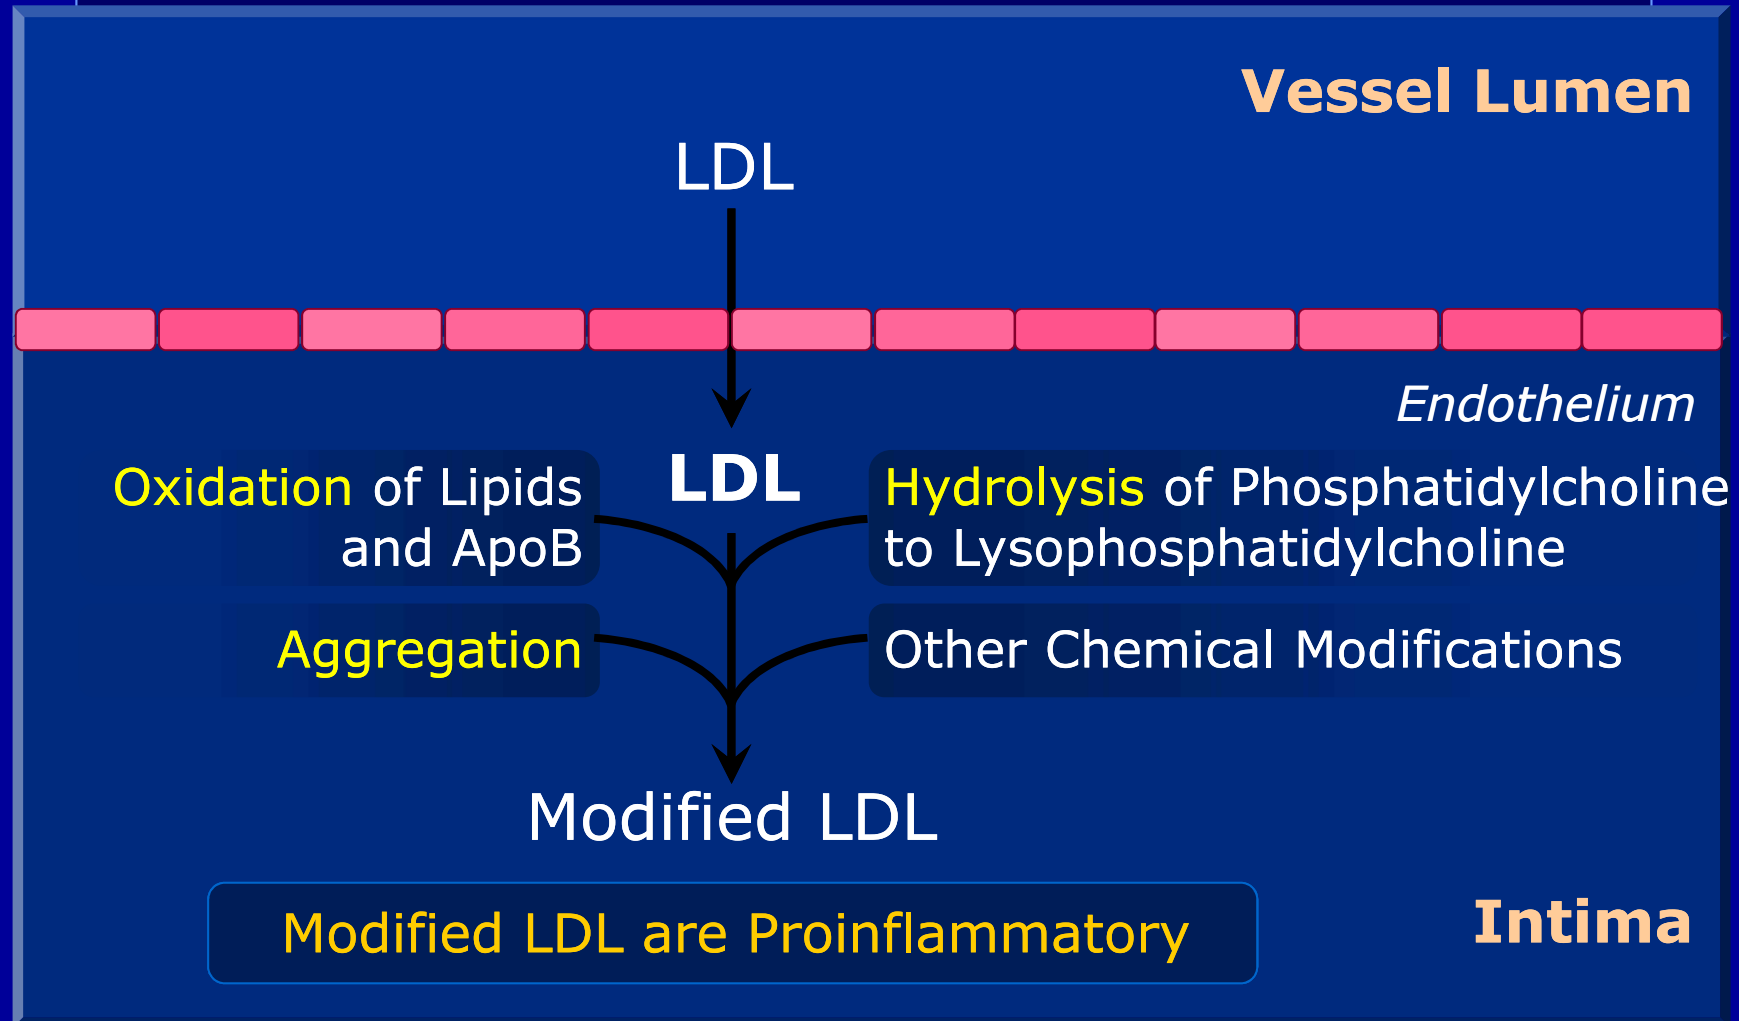 Vessel Lumen
LDL
Endothelium
LDL
Oxidation of Lipids
and ApoB
Hydrolysis of Phosphatidylcholine
to Lysophosphatidylcholine
Aggregation
Other Chemical Modifications
Modified LDL
Modified LDL are Proinflammatory
Intima